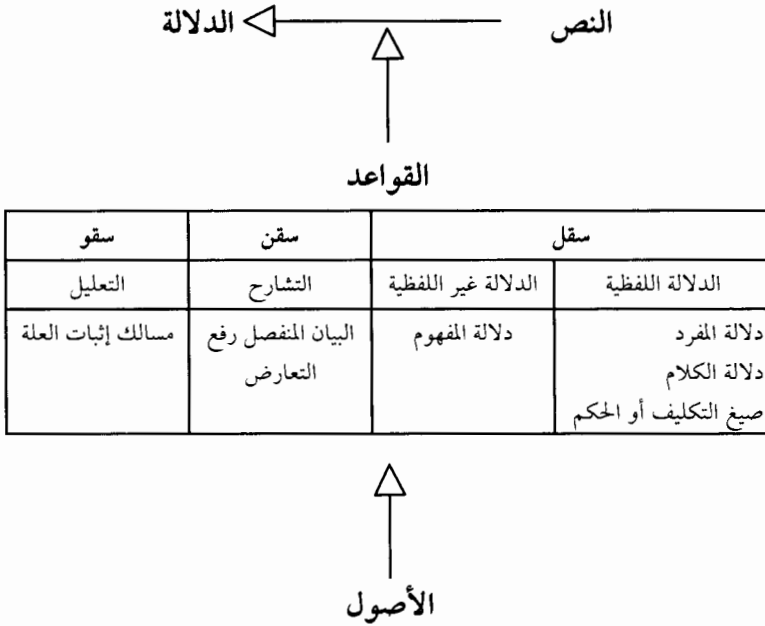 النص الدلالة
القواعد
سقل سقن سقو
الدلالة اللفظية الدلالة غير اللفظية التشارح التعليل
دلالة المفرد دلالة المفهوم البيان المنفصل رفع مسالك إثبات العلة
دلالة الكلام التعارض
صيغ التكليف أو الحكم
الأصول